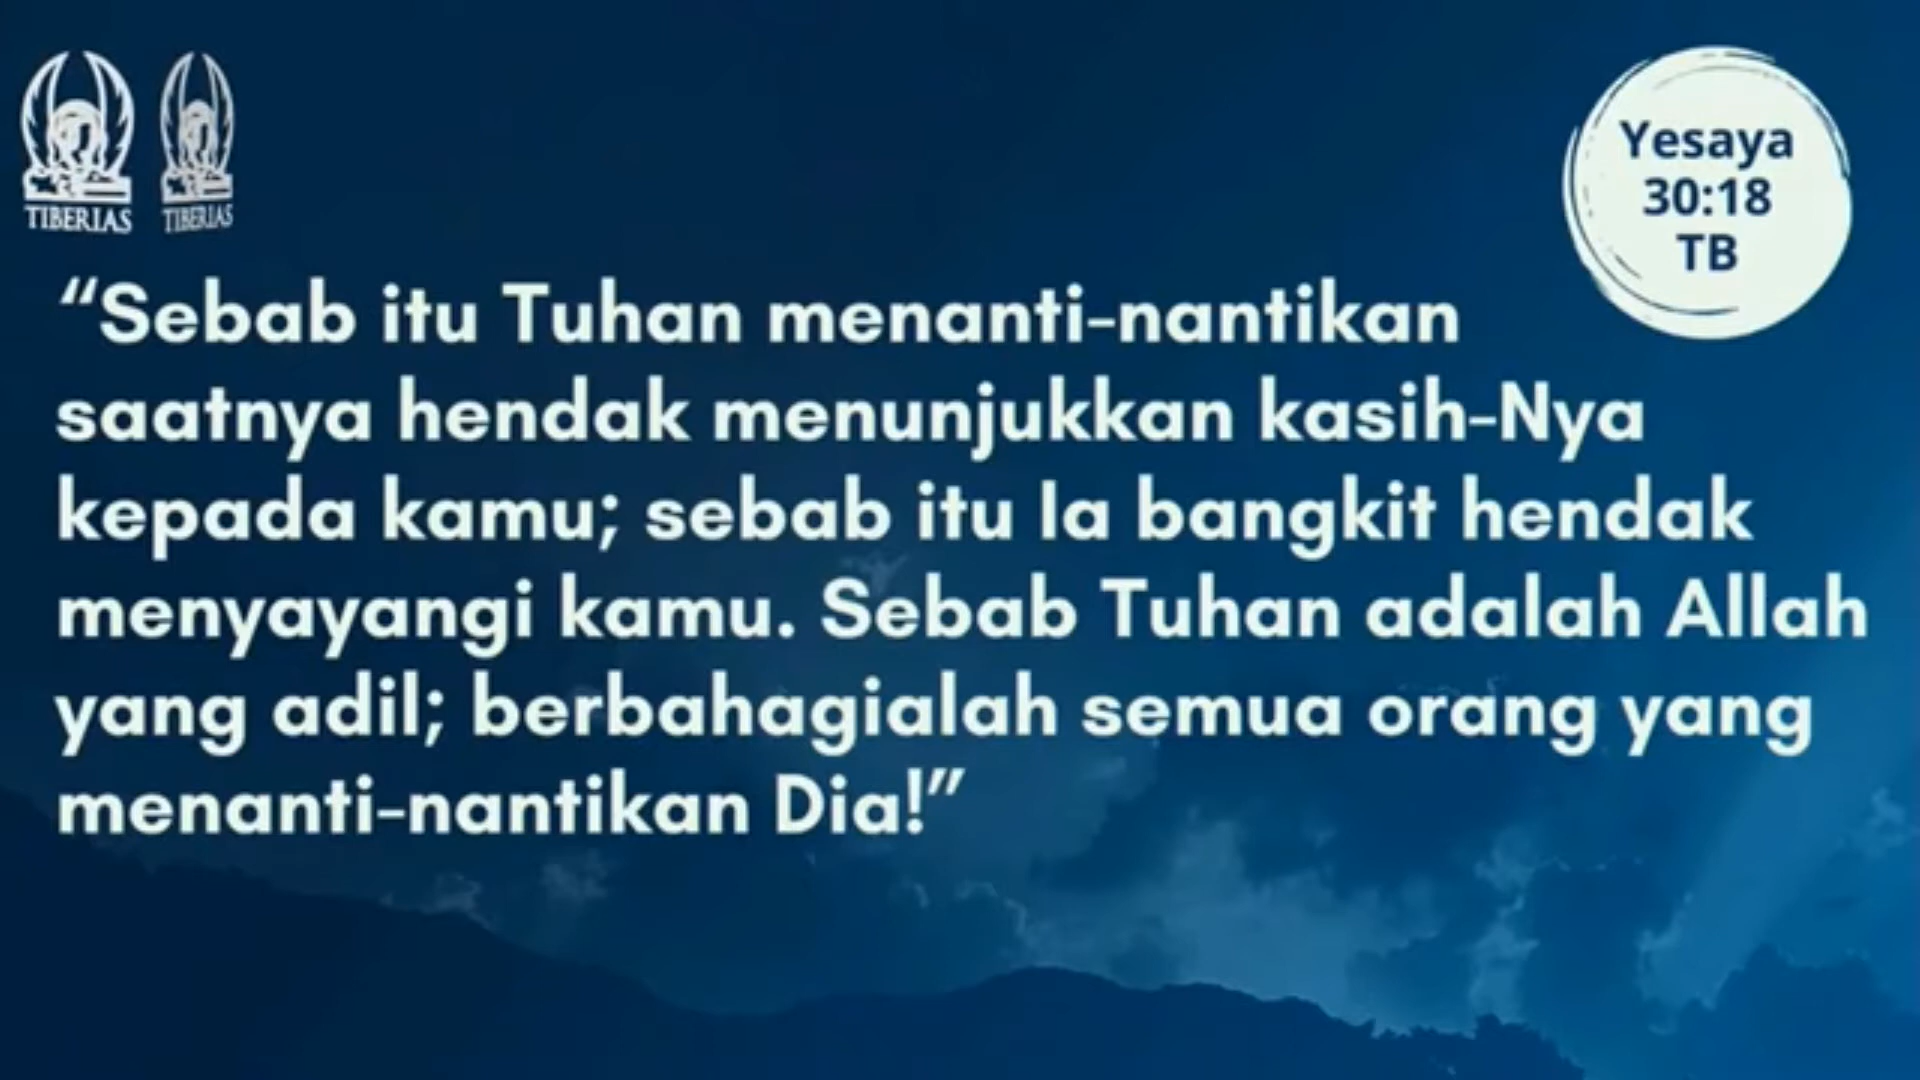 TIBERIAS
TIBERIAS
Yesaya
30:18
TB
“Sebab itu Tuhan menanti-nantikan
saatnya hendak menunjukkan kasih-Nya
kepada kamu; sebab itu Ia bangkit hendak
menyayangi kamu. Sebab Tuhan adalah Allah
yang adil; berbahagialah semua orang yang
menanti-nantikan Dia!”